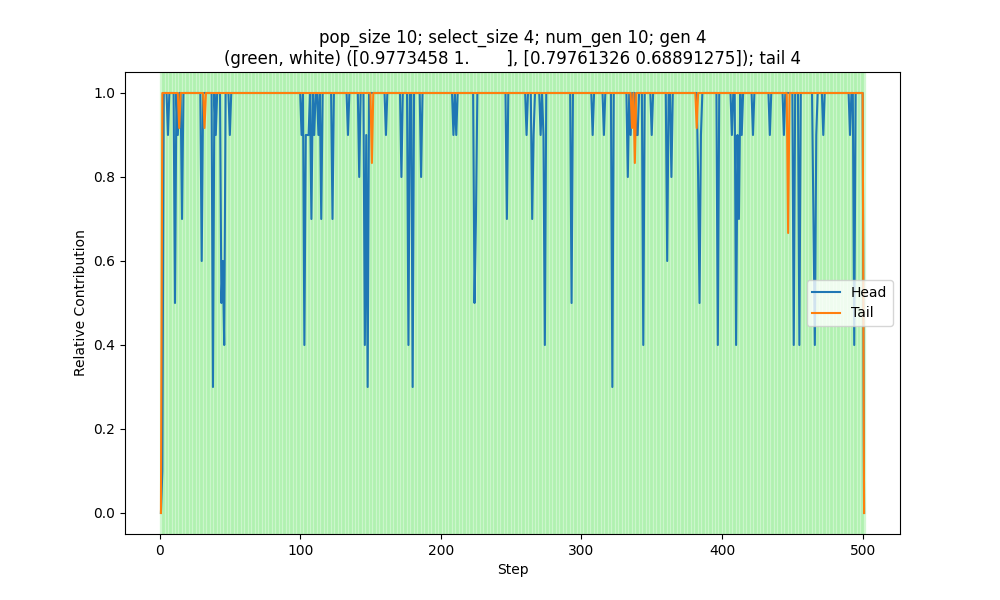 pop_size 10; select_size 4; num_gen 10; gen 4
(green, white) ([0.9773458 1.       ], [0.79761326 0.68891275]); tail 4
1.0
0.8
0.6
0.4
0.2
0.0
Relative Contribution
Head
Tail
0
100
200
300
400
500
Step